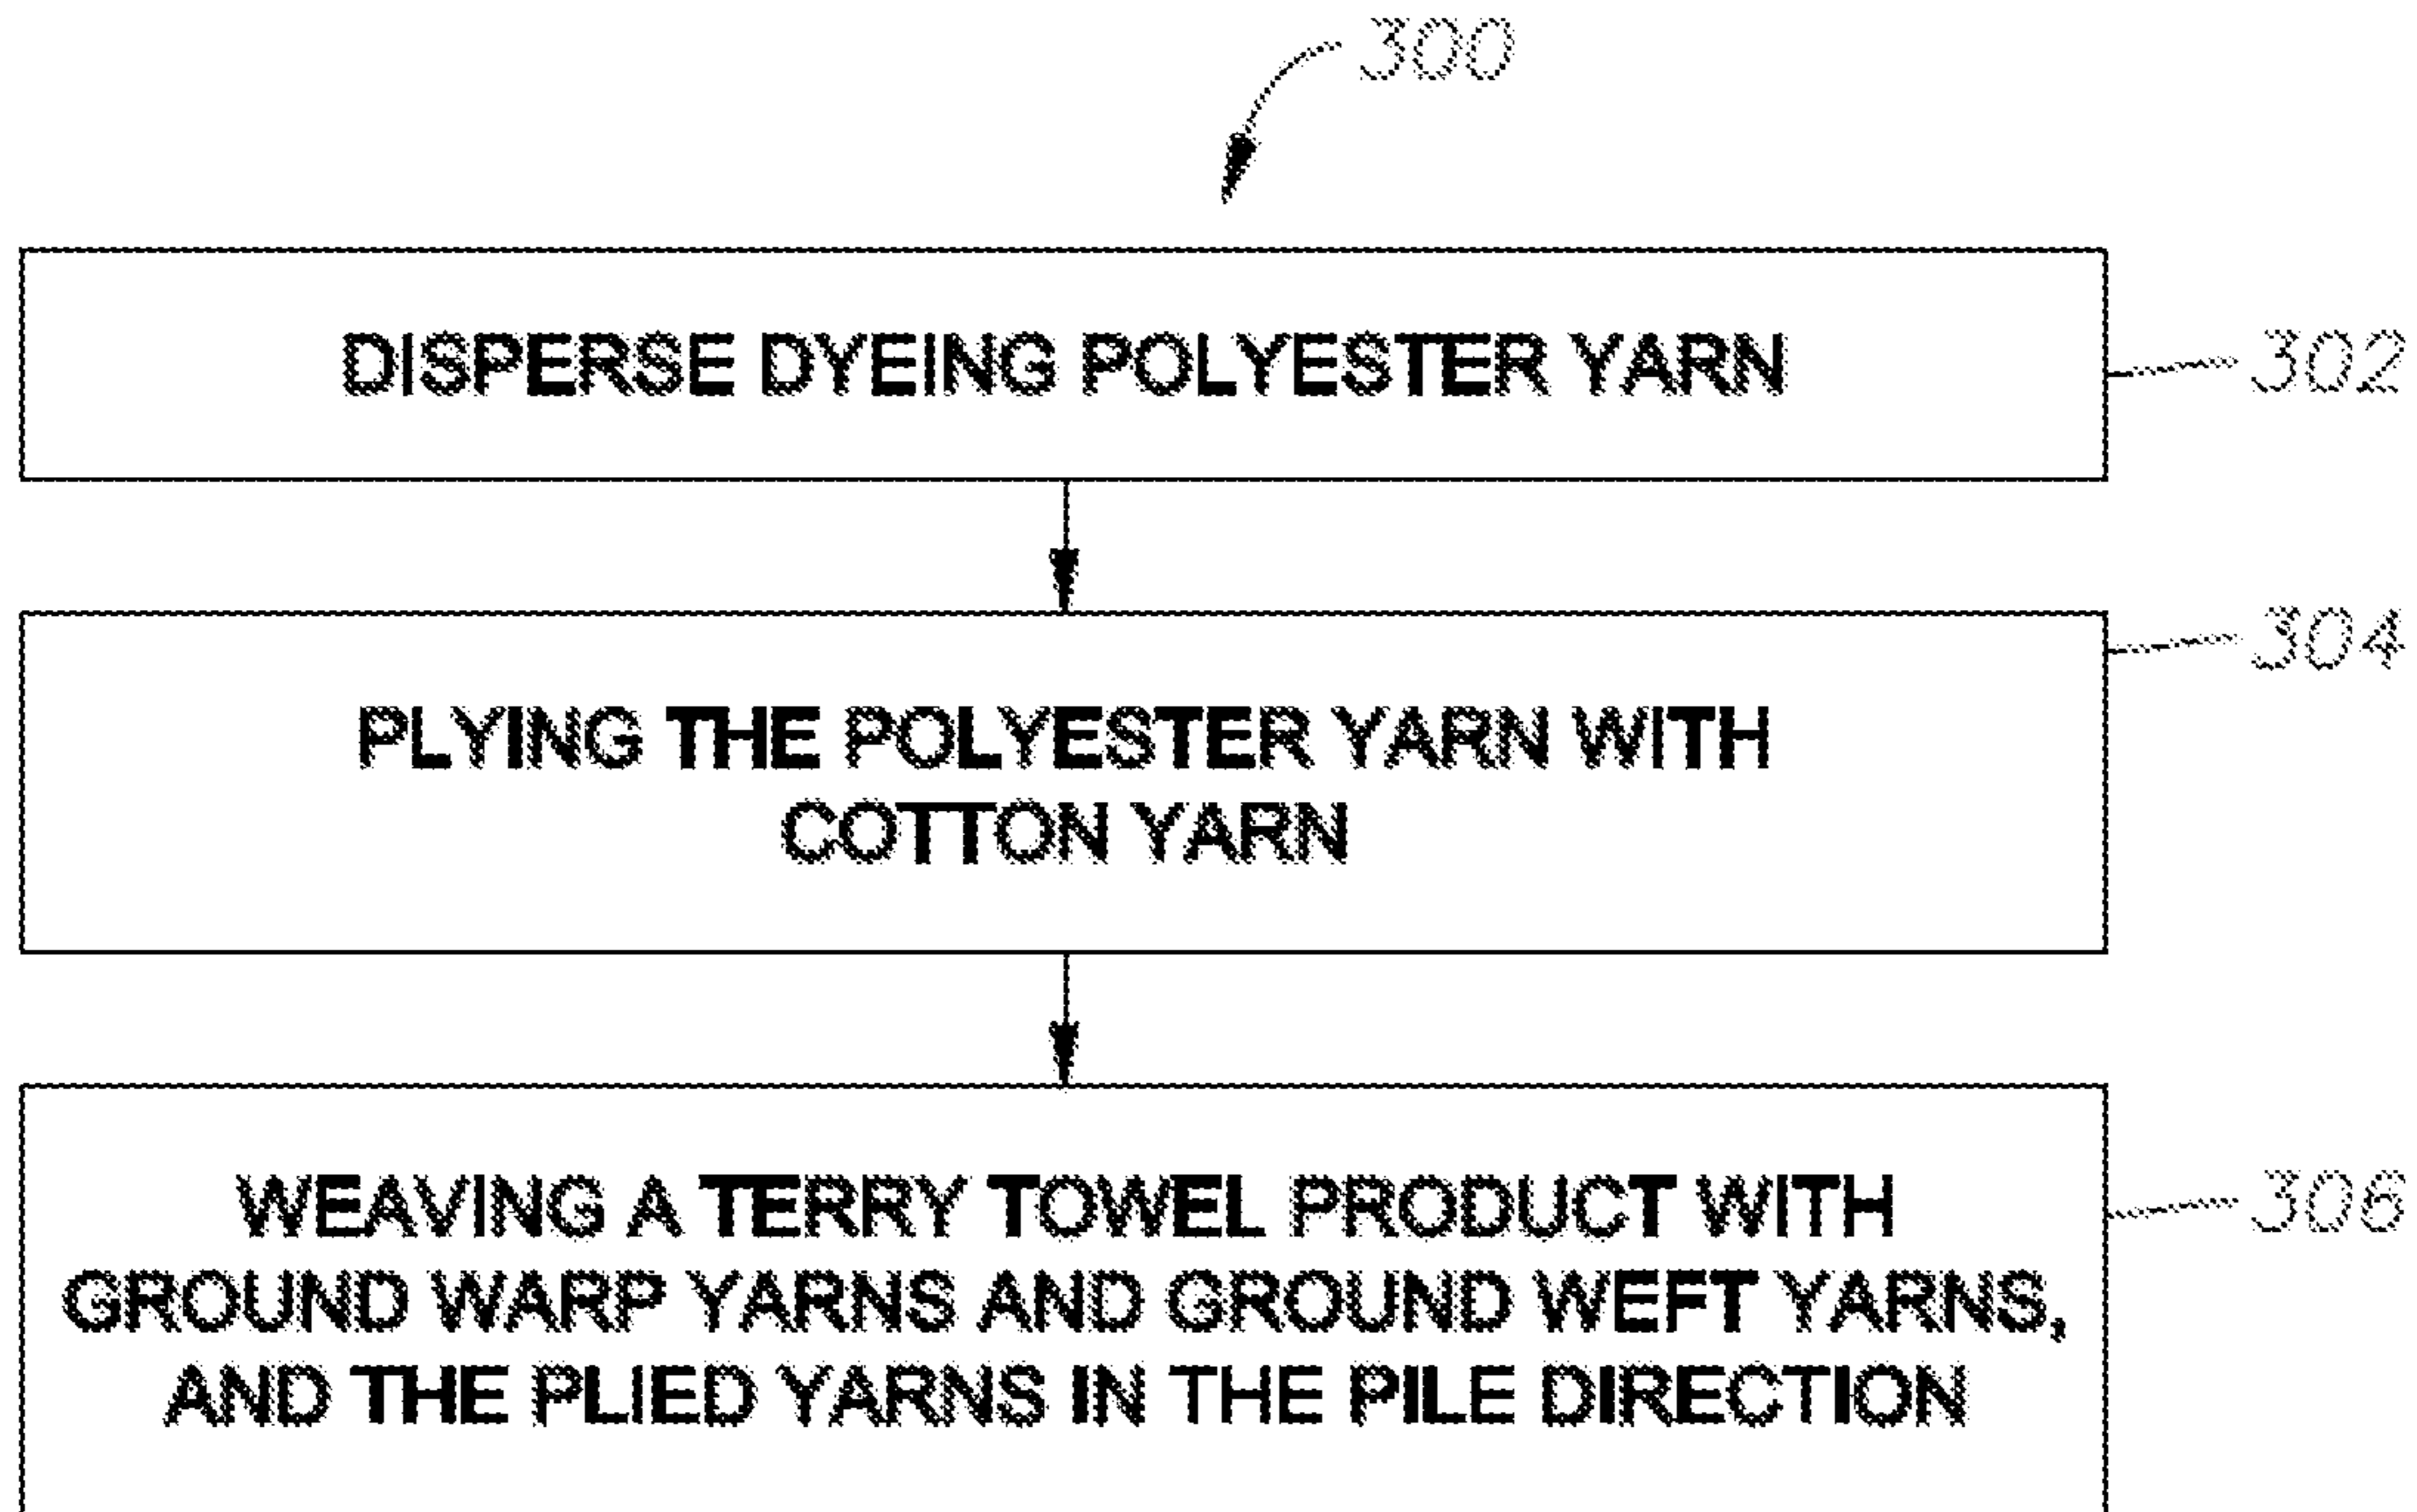 300
DISPERSE DYEING POLYESTER YARN
302
304
PLYING THE POLYESTER YARN WITH
COTTON YARN
WEAVING A TERRY TOWEL PRODUCT WITH
306
GROUND WARP YARNS AND GROUND WEFT YARNS,
AND THE PLIED YARNS IN THE PILE DIRECTION